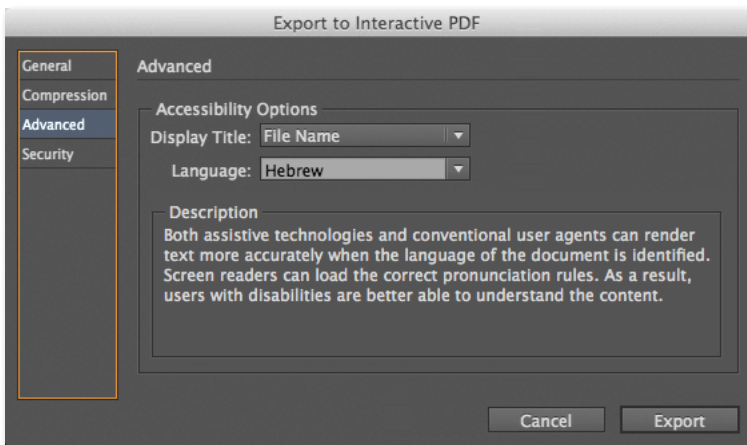 Export to Interactive PDF
General
Compression
Advanced
Security
Advanced
Accessibility Options
Display Title: File Name
Language: Hebrew
Description
Both assistive technologies and conventional user agents can render
text more accurately when the language of the document is identified.
Screen readers can load the correct pronunciation rules. As a result,
users with disabilities are better able to understand the content.
Cancel Export